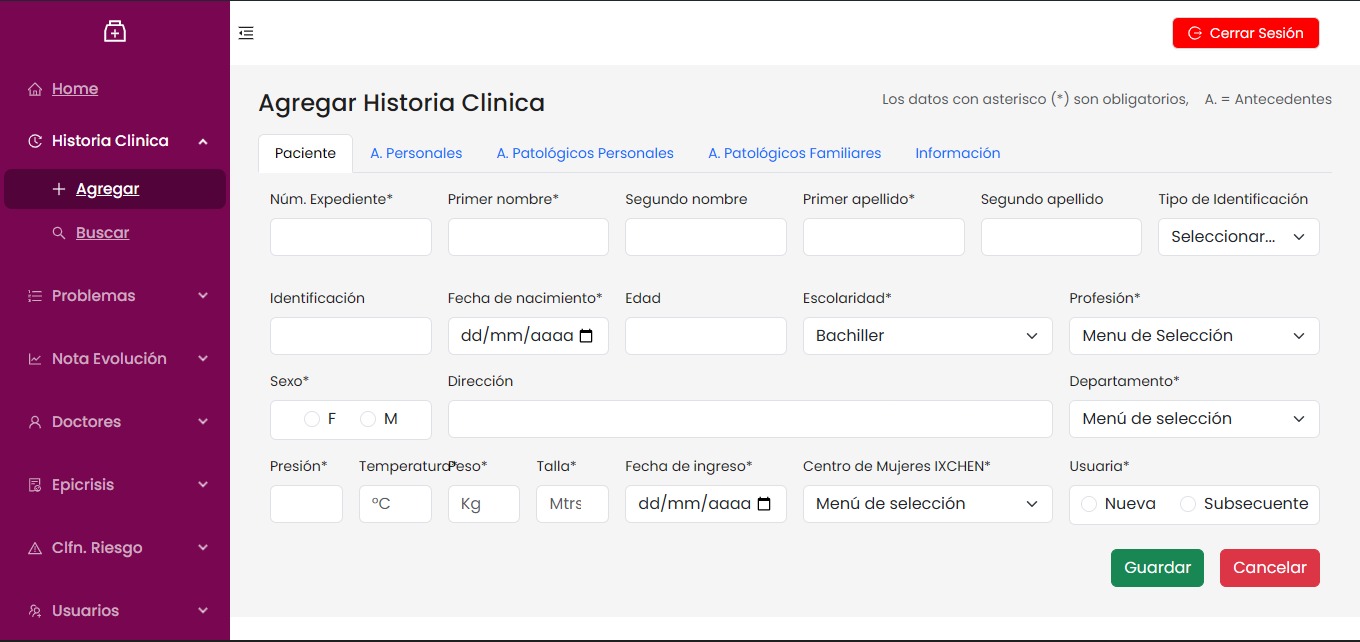 Cerrar Sesión
Home
Historia Clinica
Agregar
Buscar
Problemas
Nota Evolución
Doctores
Epicrisis
Clfn. Riesgo
Usuarios
Agregar Historia Clinica
Los datos con asterisco (*) son obligatorios, A. = Antecedentes
Paciente A. Personales A. Patológicos Personales A. Patológicos Familiares Información
Núm. Expediente* Primer nombre* Segundo nombre Primer apellido* Segundo apellido Tipo de Identificación
Seleccionar...
Identificación Fecha de nacimiento* Edad Escolaridad* Profesión*
dd/mm/aaaa Bachiller Menu de Selección
Sexo* Dirección Departamento*
F M Menú de selección
Presión* Temperatura* Peso* Talla* Fecha de ingreso* Centro de Mujeres IXCHEN* Usuaria*
°C Kg Mtrs dd/mm/aaaa Menú de selección Nueva Subsecuente
Guardar Cancelar